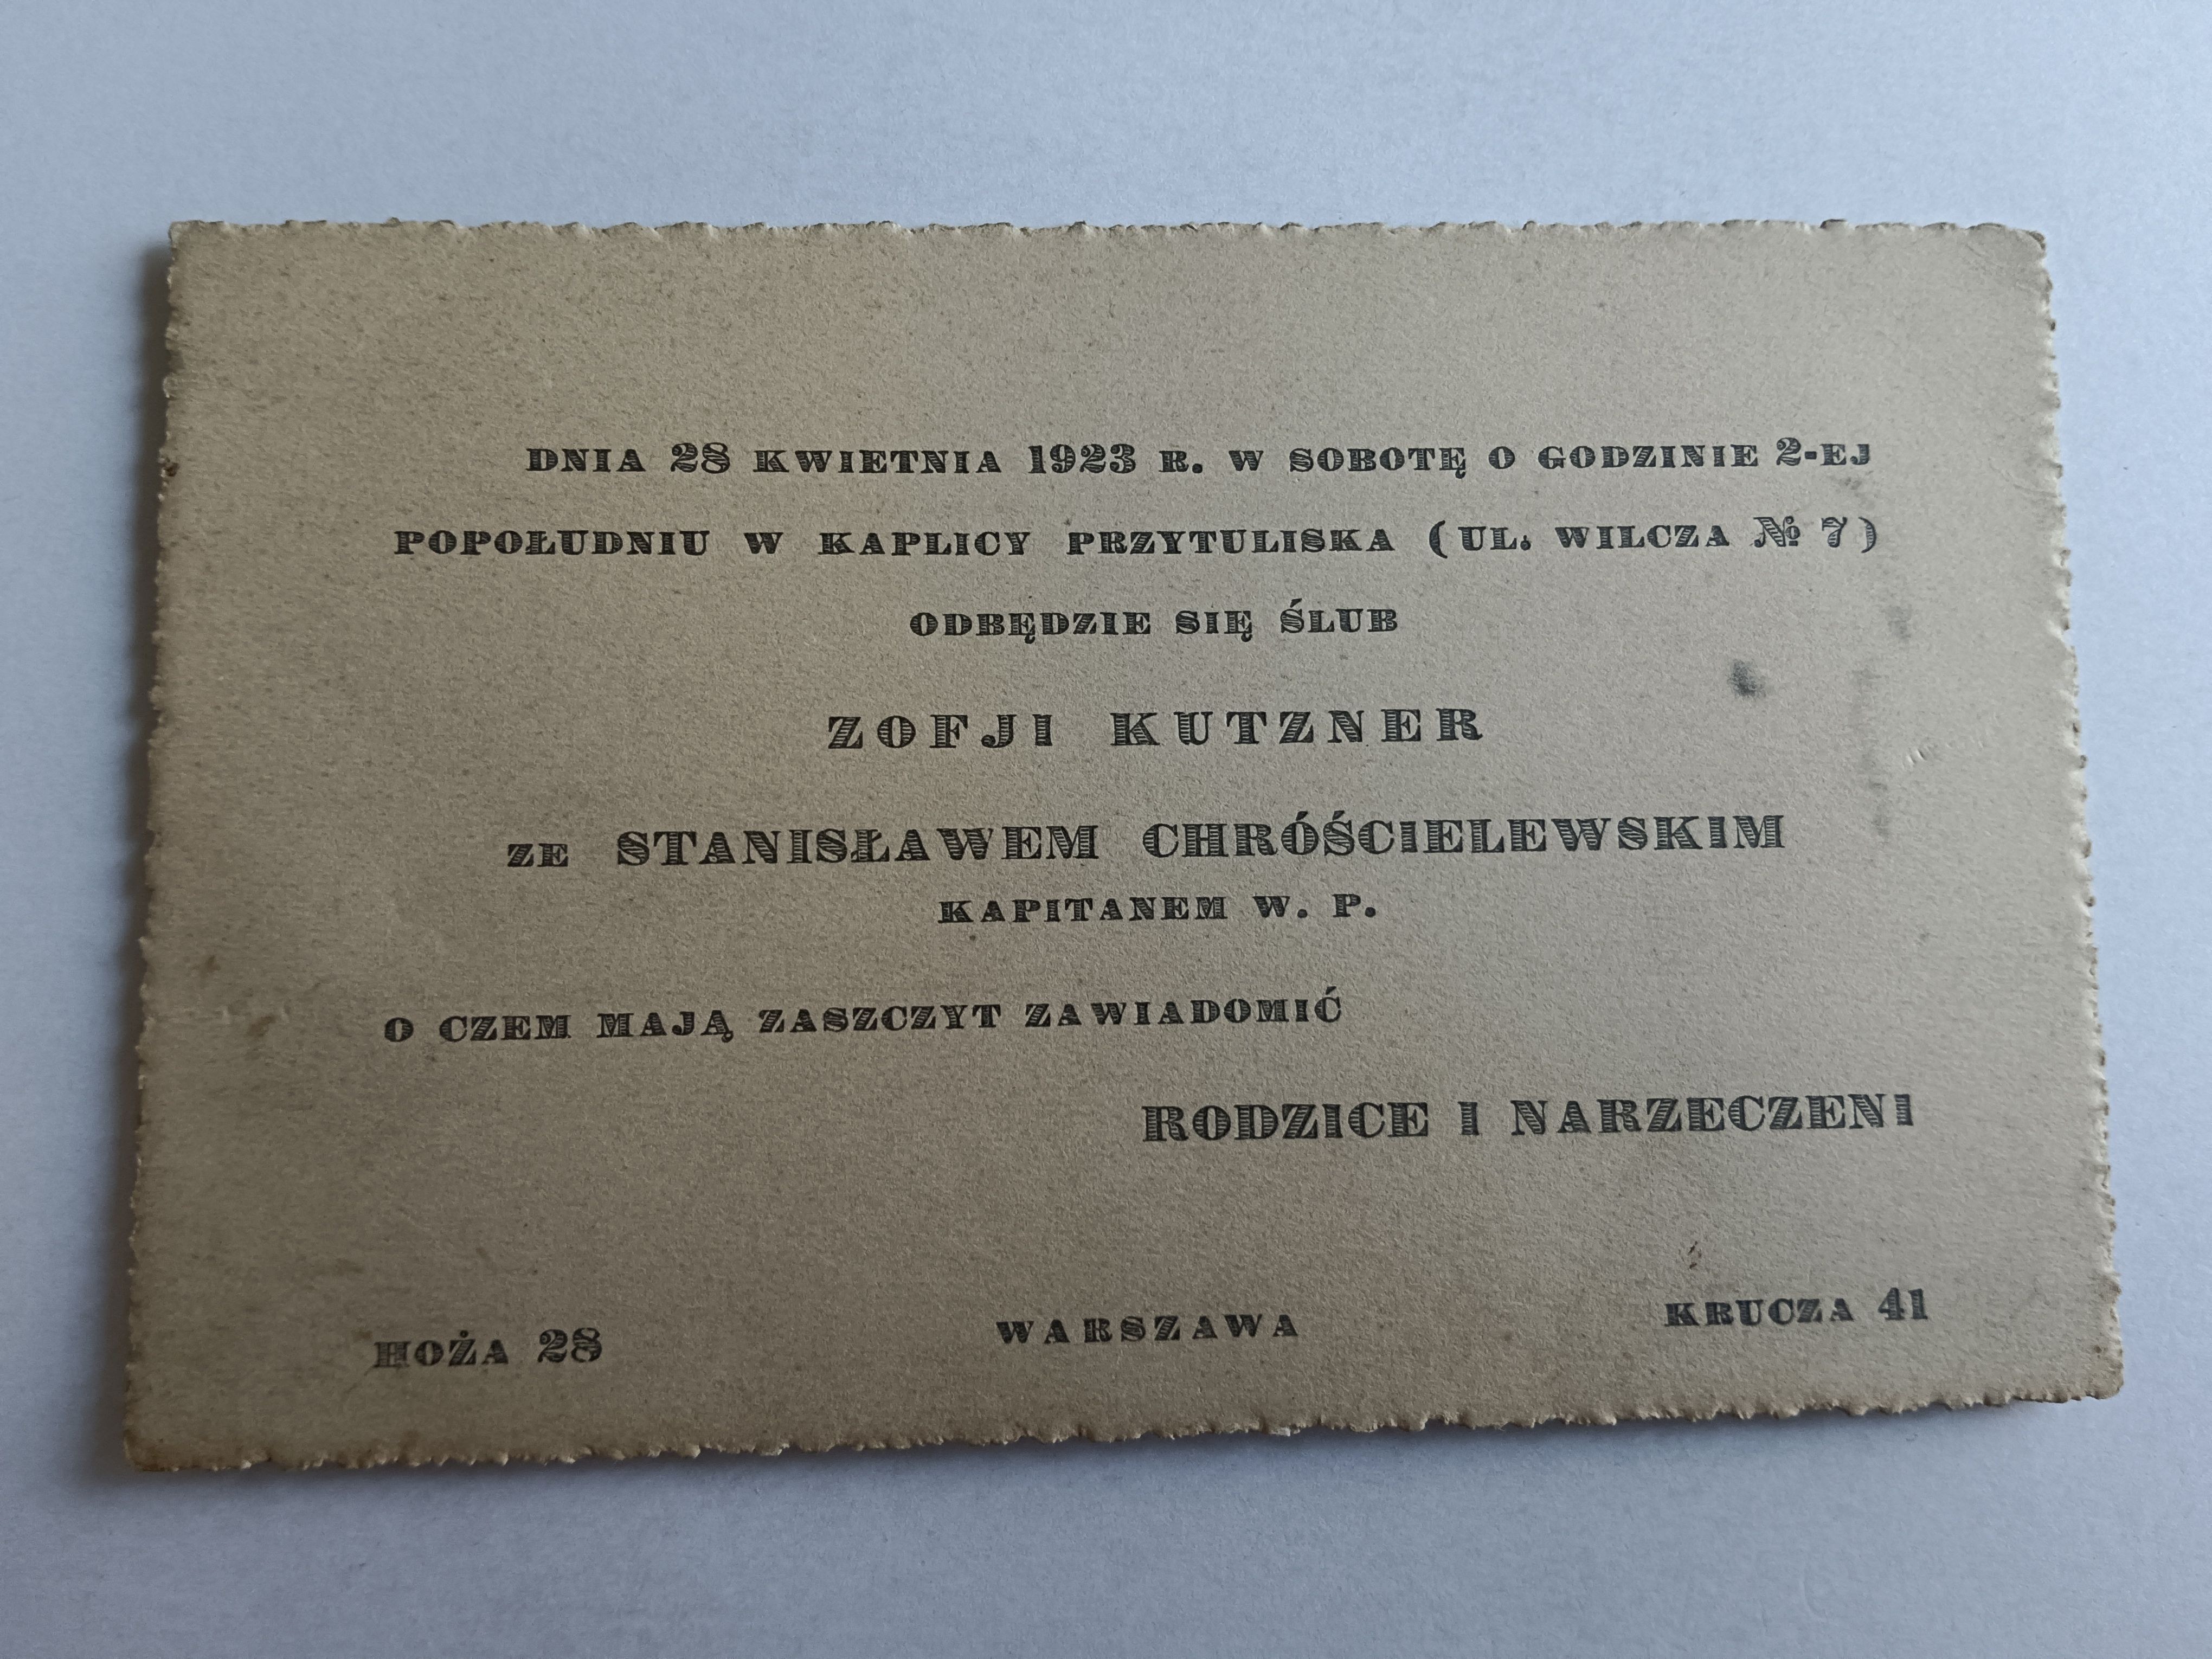 DNIA 28 KWIETNIA 1923 R. W SOBOTĘ O GODZINIE 2-EJ
POPOŁUDNIU W KAPLICY PRZYTULISKA (UL. WILCZA № 7)
ODBĘDZIE SIĘ ŚLUB
ZOFJI KUTZNER
ZE STANISŁAWEM CHRÓŚCIELEWSKIM
KAPITANEM W. P.
O CZEM MAJĄ ZASZCZYT ZAWIADOMIĆ
RODZICE I NARZECZENI
HOŻA 28 WARSZAWA KRUCZA 41